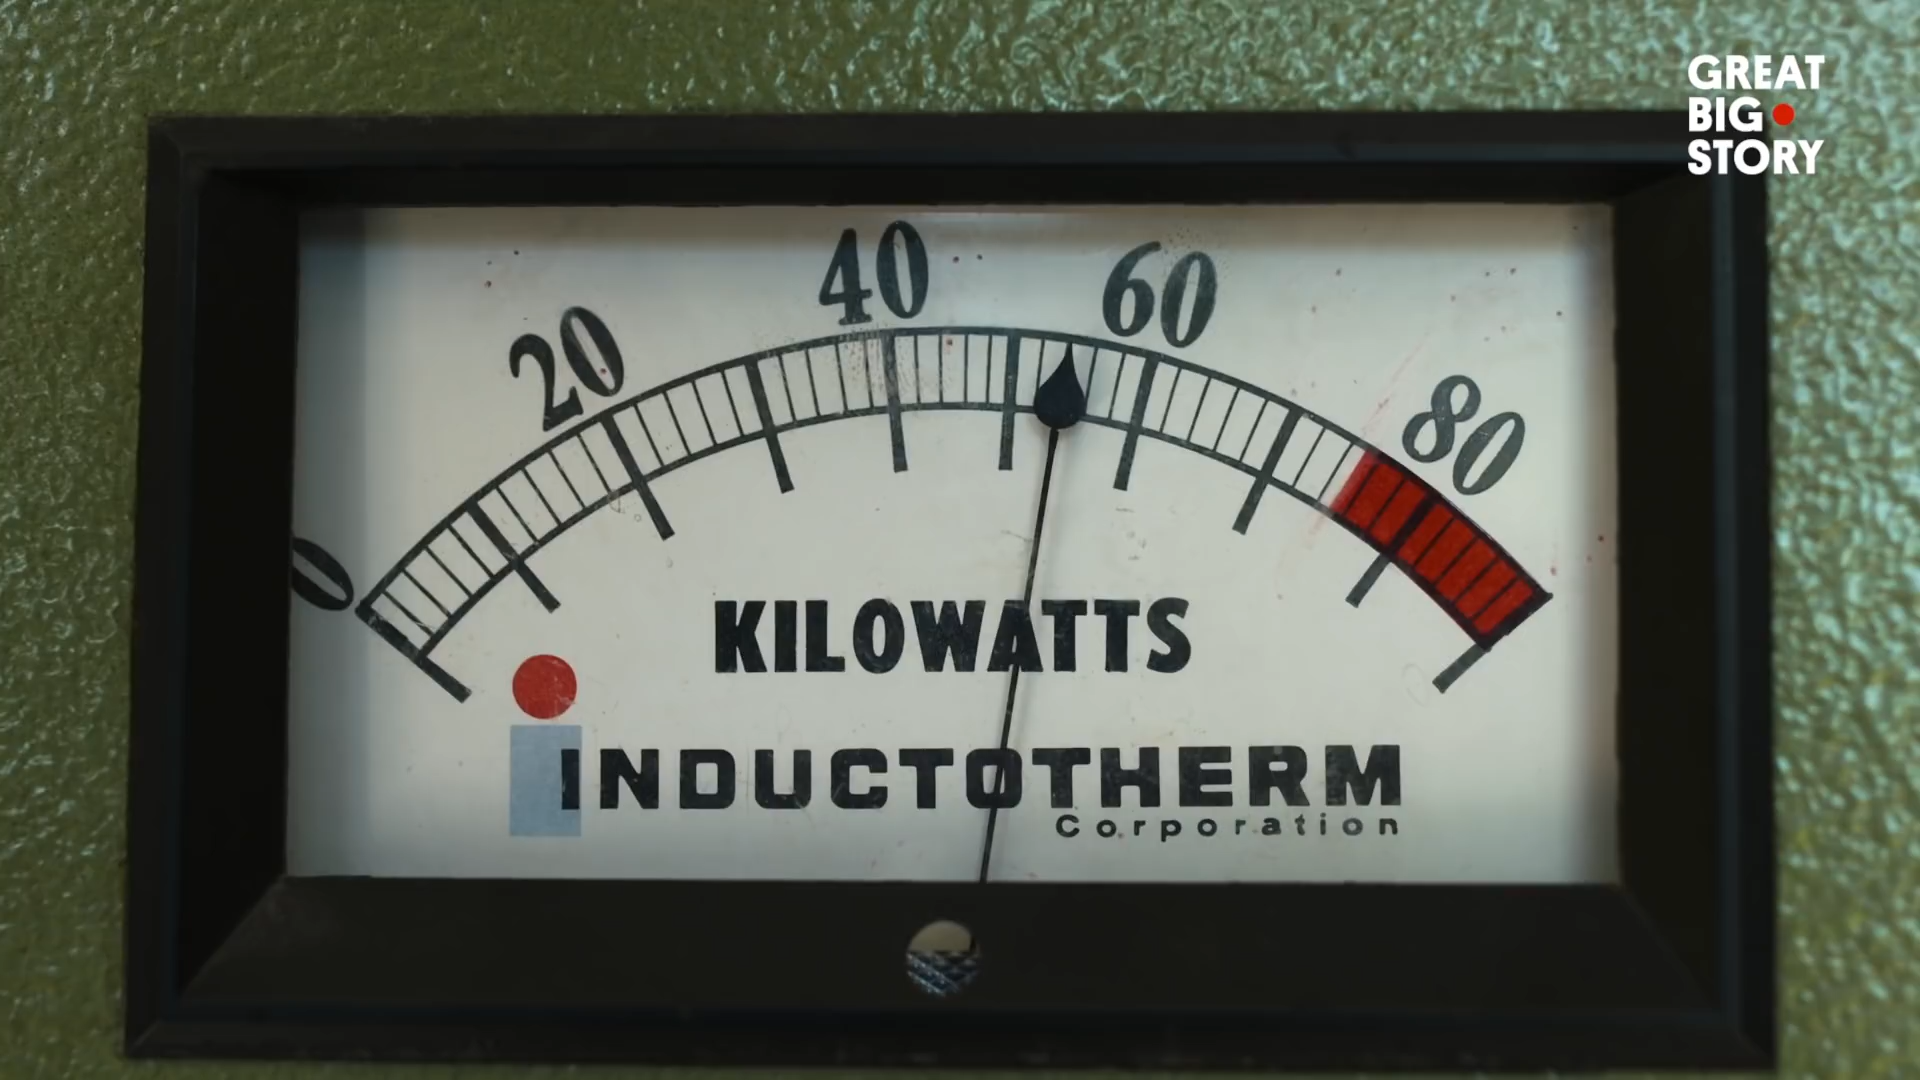 GREAT
BIG
STORY
0 20 40 60 80
KILOWATTS
INDUCTOTHERM
Corporation